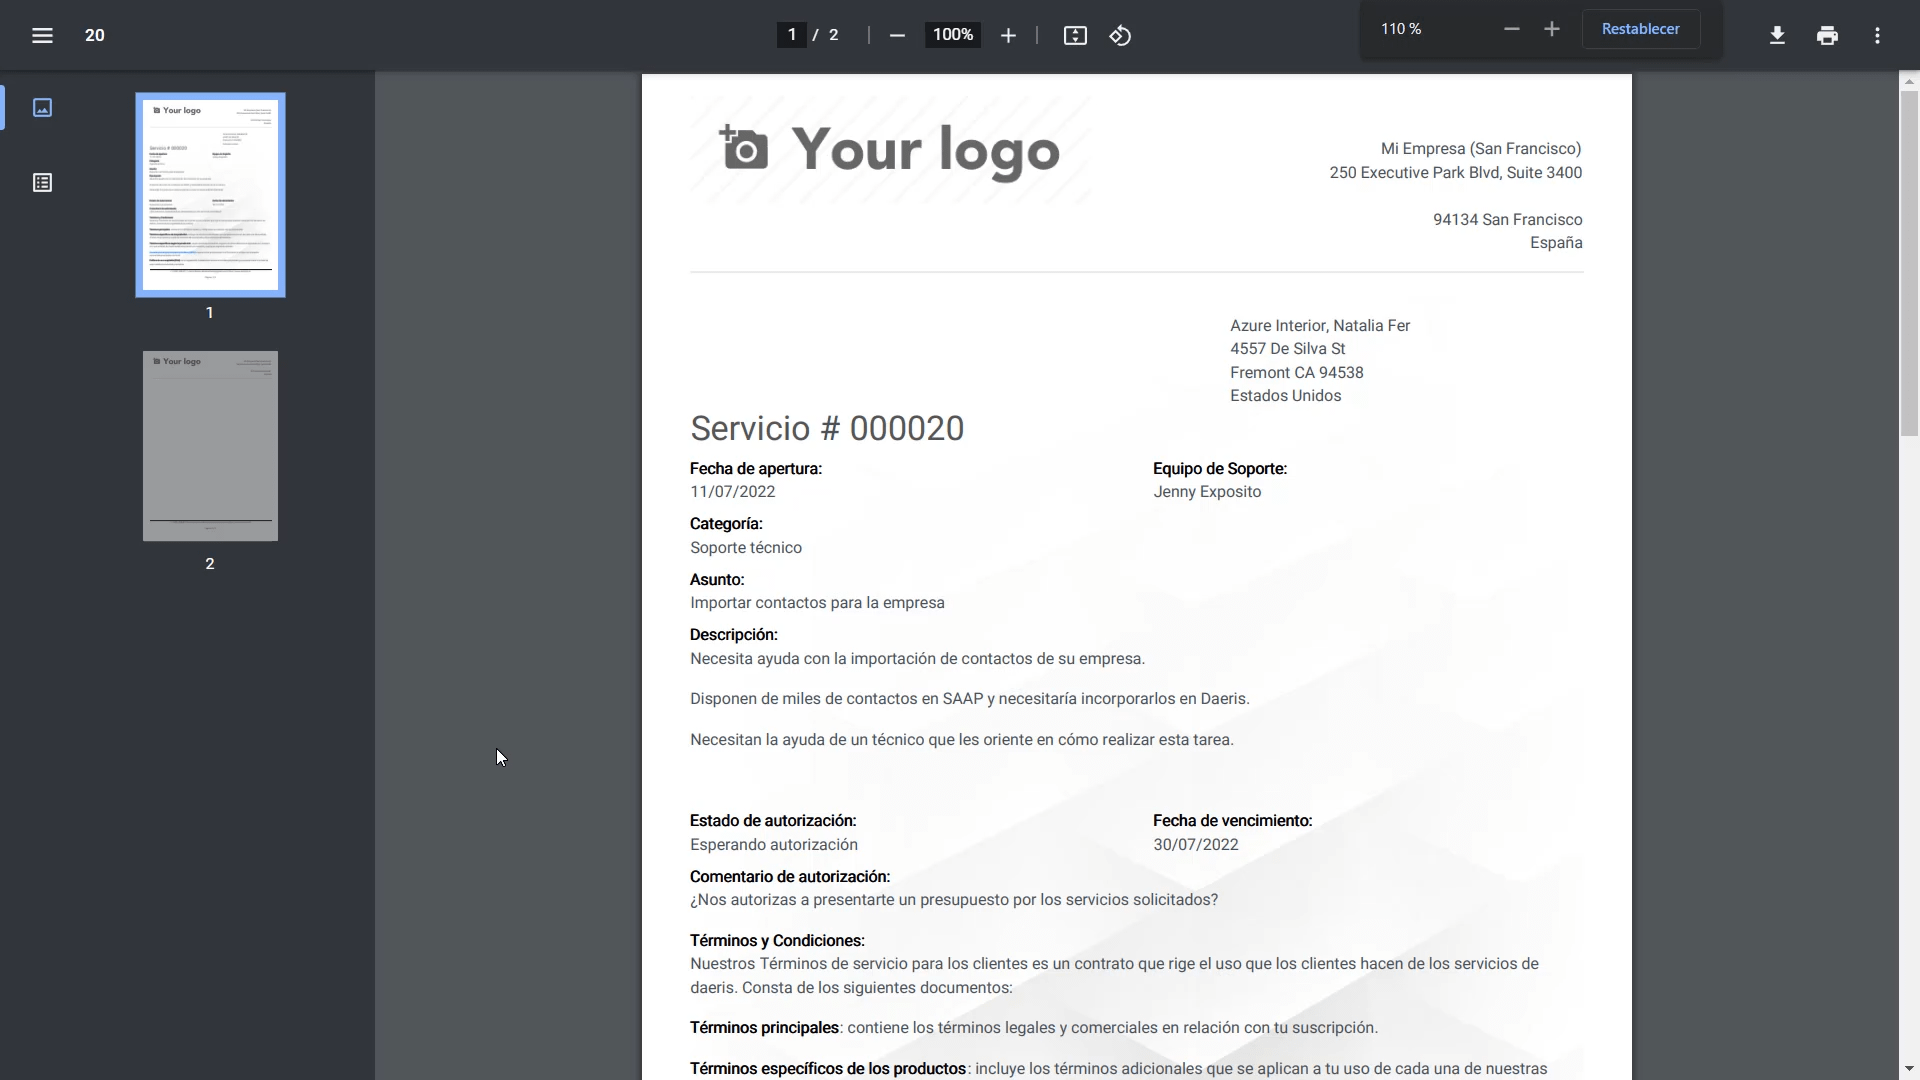 20
1 / 2
100%
110 %
Restablecer
Your logo
1
Your logo
2
Your logo
Mi Empresa (San Francisco)
250 Executive Park Blvd, Suite 3400
94134 San Francisco
España
Azure Interior, Natalia Fer
4557 De Silva St
Fremont CA 94538
Estados Unidos
Servicio # 000020
Fecha de apertura:
11/07/2022
Equipo de Soporte:
Jenny Exposito
Categoría:
Soporte técnico
Asunto:
Importar contactos para la empresa
Descripción:
Necesita ayuda con la importación de contactos de su empresa.
Disponen de miles de contactos en SAAP y necesitaría incorporarlos en Daeris.
Necesitan la ayuda de un técnico que les oriente en cómo realizar esta tarea.
Estado de autorización:
Esperando autorización
Fecha de vencimiento:
30/07/2022
Comentario de autorización:
¿Nos autorizas a presentarte un presupuesto por los servicios solicitados?
Términos y Condiciones:
Nuestros Términos de servicio para los clientes es un contrato que rige el uso que los clientes hacen de los servicios de
daeris. Consta de los siguientes documentos:
Términos principales: contiene los términos legales y comerciales en relación con tu suscripción.
Términos específicos de los productos: incluye los términos adicionales que se aplican a tu uso de cada una de nuestras